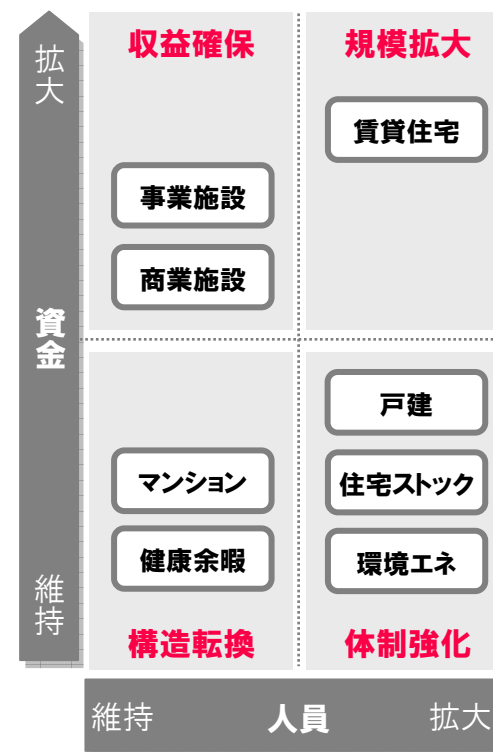 拡大
資金
維持
収益確保
事業施設
商業施設
規模拡大
賃貸住宅
マンション
健康余暇
構造転換
戸建
住宅ストック
環境エネ
体制強化
維持
人員
拡大